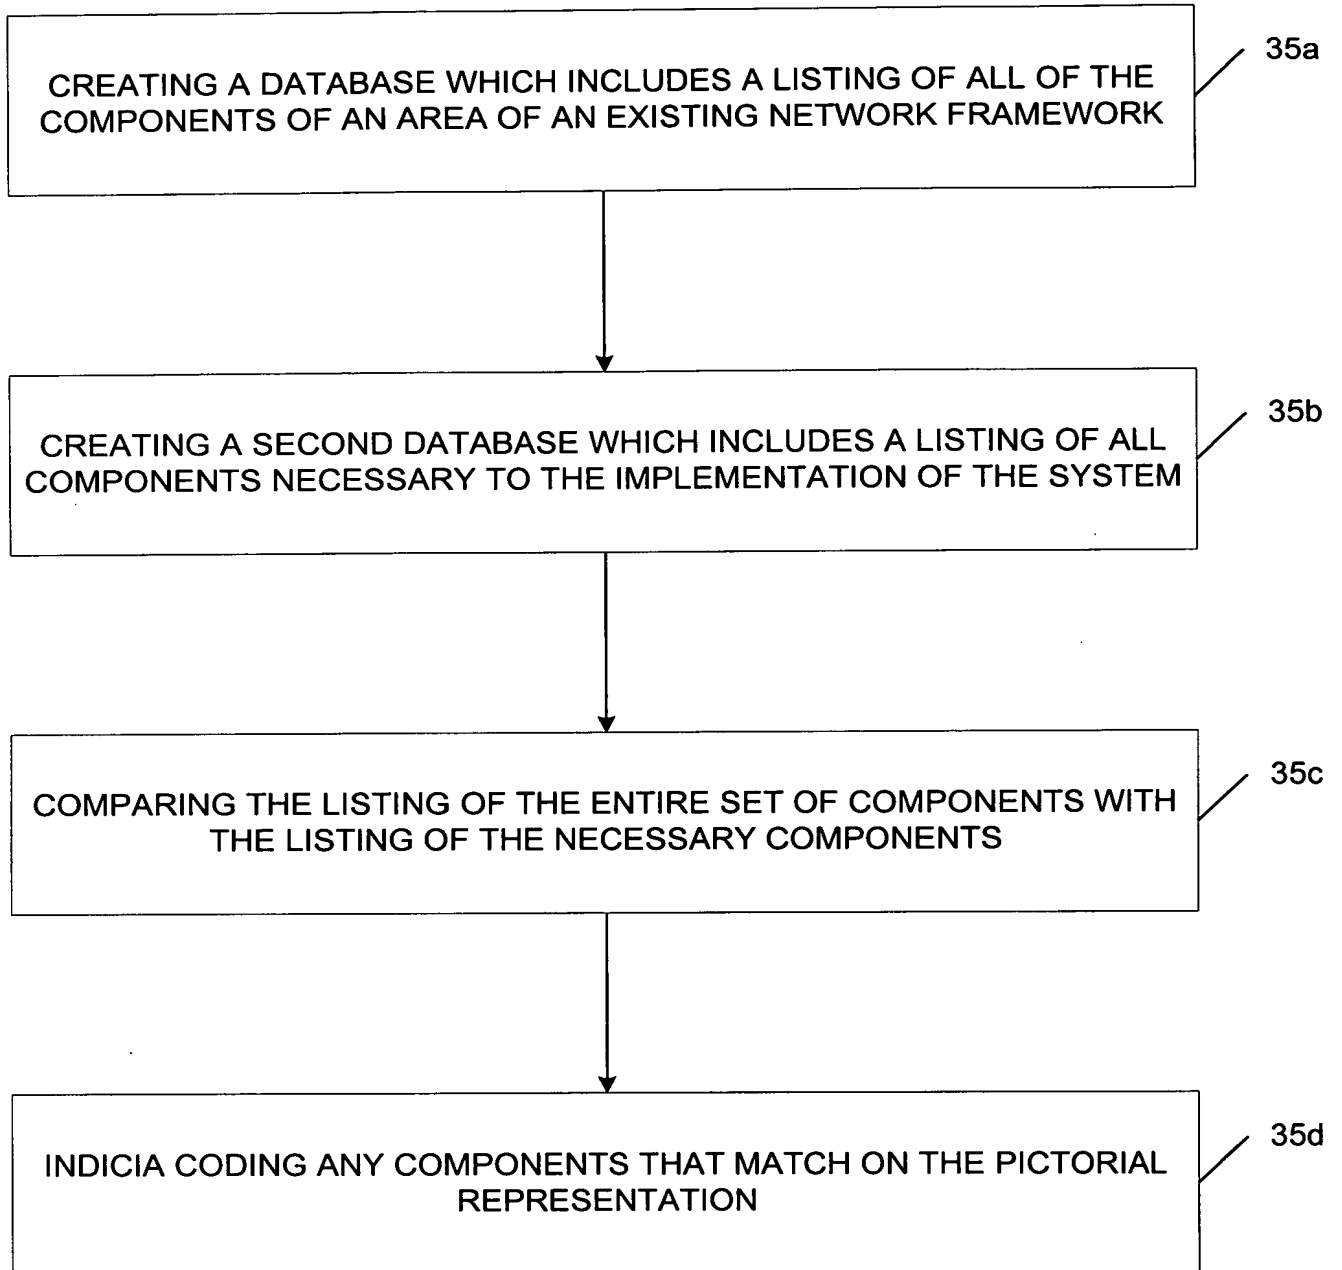 35a
CREATING A DATABASE WHICH INCLUDES A LISTING OF ALL OF THE
COMPONENTS OF AN AREA OF AN EXISTING NETWORK FRAMEWORK
35b
CREATING A SECOND DATABASE WHICH INCLUDES A LISTING OF ALL
COMPONENTS NECESSARY TO THE IMPLEMENTATION OF THE SYSTEM
35c
COMPARING THE LISTING OF THE ENTIRE SET OF COMPONENTS WITH
THE LISTING OF THE NECESSARY COMPONENTS
35d
INDICIA CODING ANY COMPONENTS THAT MATCH ON THE PICTORIAL
REPRESENTATION